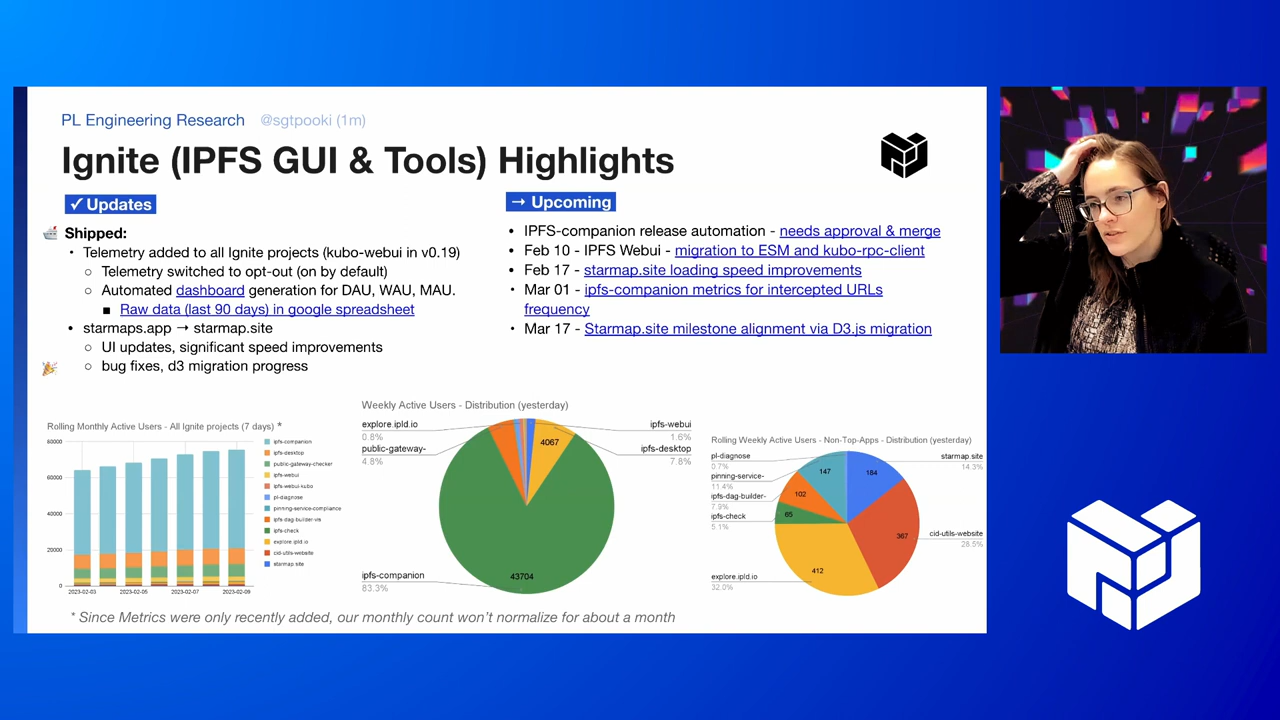 PL Engineering Research @sgtpooki (1m)
Ignite (IPFS GUI & Tools) Highlights
✓ Updates
Shipped:
• Telemetry added to all Ignite projects (kubo-webui in v0.19)
○ Telemetry switched to opt-out (on by default)
○ Automated dashboard generation for DAU, WAU, MAU.
■ Raw data (last 90 days) in google spreadsheet
• starmaps.app → starmap.site
○ UI updates, significant speed improvements
○ bug fixes, d3 migration progress
→ Upcoming
• IPFS-companion release automation - needs approval & merge
• Feb 10 - IPFS Webui - migration to ESM and kubo-rpc-client
• Feb 17 - starmap.site loading speed improvements
• Mar 01 - ipfs-companion metrics for intercepted URLs
frequency
• Mar 17 - Starmap.site milestone alignment via D3.js migration
Rolling Monthly Active Users - All Ignite projects (7 days) *
60000
60000
40000
20000
0
2023-02-03
2023-02-05
2023-02-07
2023-02-09
ipfs-companion
ipfs-desktop
public-gateway-checker
ipfs-webui
ipfs-webui-kubo
pl-diagnose
pinning-service-compliance
ipfs-dag-builder-vis
ipfs-check
explore.ipld.io
cid-utils-website
starmap.site
Weekly Active Users - Distribution (yesterday)
explore.ipld.io
0.8%
public-gateway-
4.8%
ipfs-companion
83.3%
ipfs-webui
1.6%
ipfs-desktop
7.8%
4067
43704
Rolling Weekly Active Users - Non-Top-Apps - Distribution (yesterday)
pl-diagnose
0.7%
pinning-service-
11.4%
ipfs-dag-builder-
7.9%
ipfs-check
5.1%
explore.ipld.io
32.0%
starmap.site
14.3%
cid-utils-website
28.5%
147
184
102
65
367
412
* Since Metrics were only recently added, our monthly count won't normalize for about a month